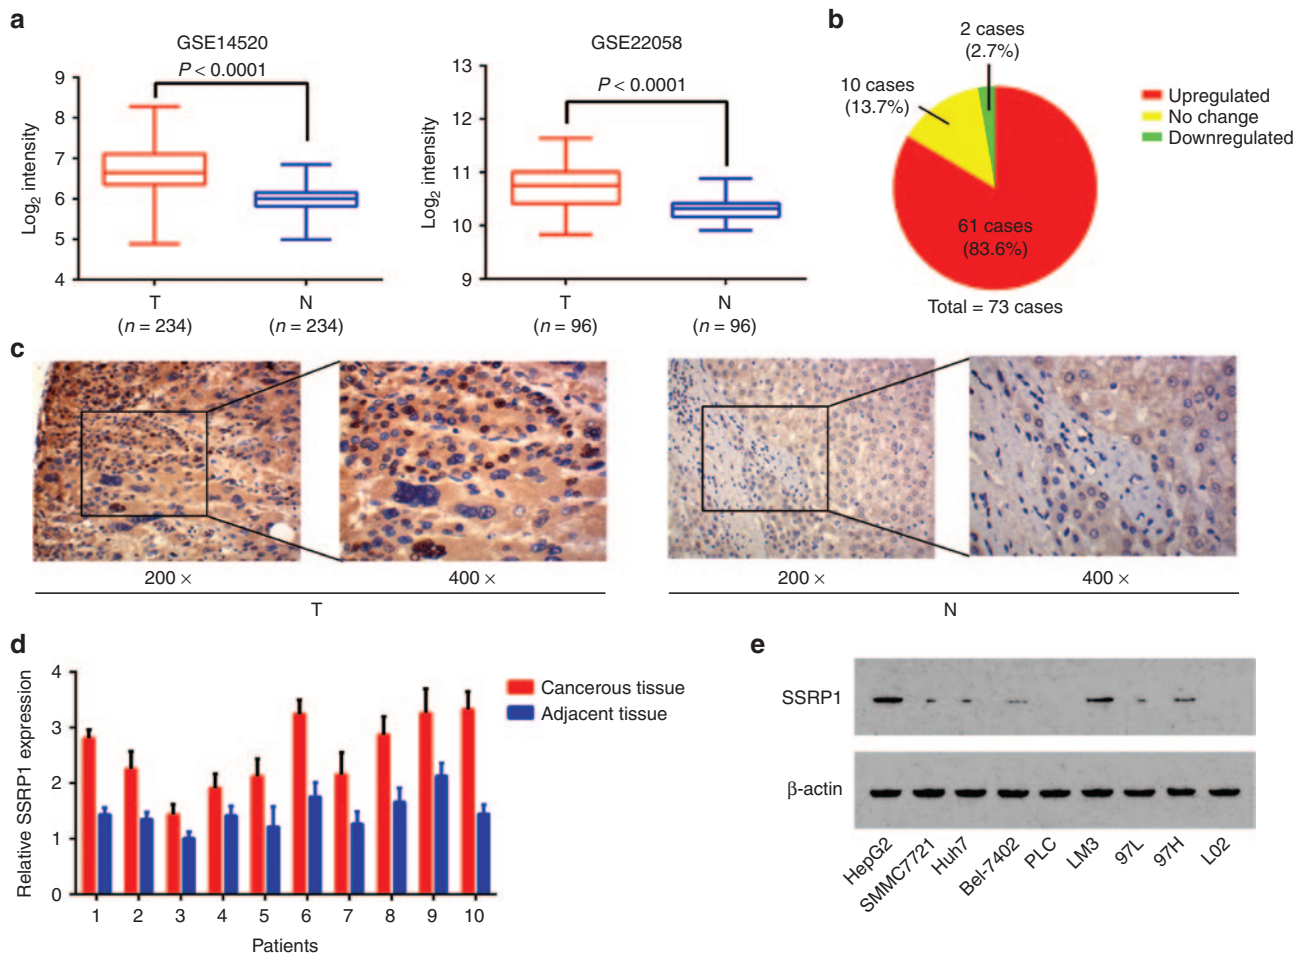 a
GSE14520
P < 0.0001
Log2 intensity
9
8
7
6
5
4
T
N
(n = 234)
(n = 234)
GSE22058
P < 0.0001
Log2 intensity
13
12
11
10
9
T
N
(n = 96)
(n = 96)
b
2 cases
(2.7%)
10 cases
(13.7%)
61 cases
(83.6%)
Total = 73 cases
Upregulated
No change
Downregulated
c
200 ×
400 ×
T
200 ×
400 ×
N
d
Relative SSRP1 expression
4
3
2
1
0
1 2 3 4 5 6 7 8 9 10
Patients
Cancerous tissue
Adjacent tissue
e
SSRP1
β-actin
HepG2
SMMC7721
Huh7
Bel-7402
PLC
LM3
97L
97H
L02